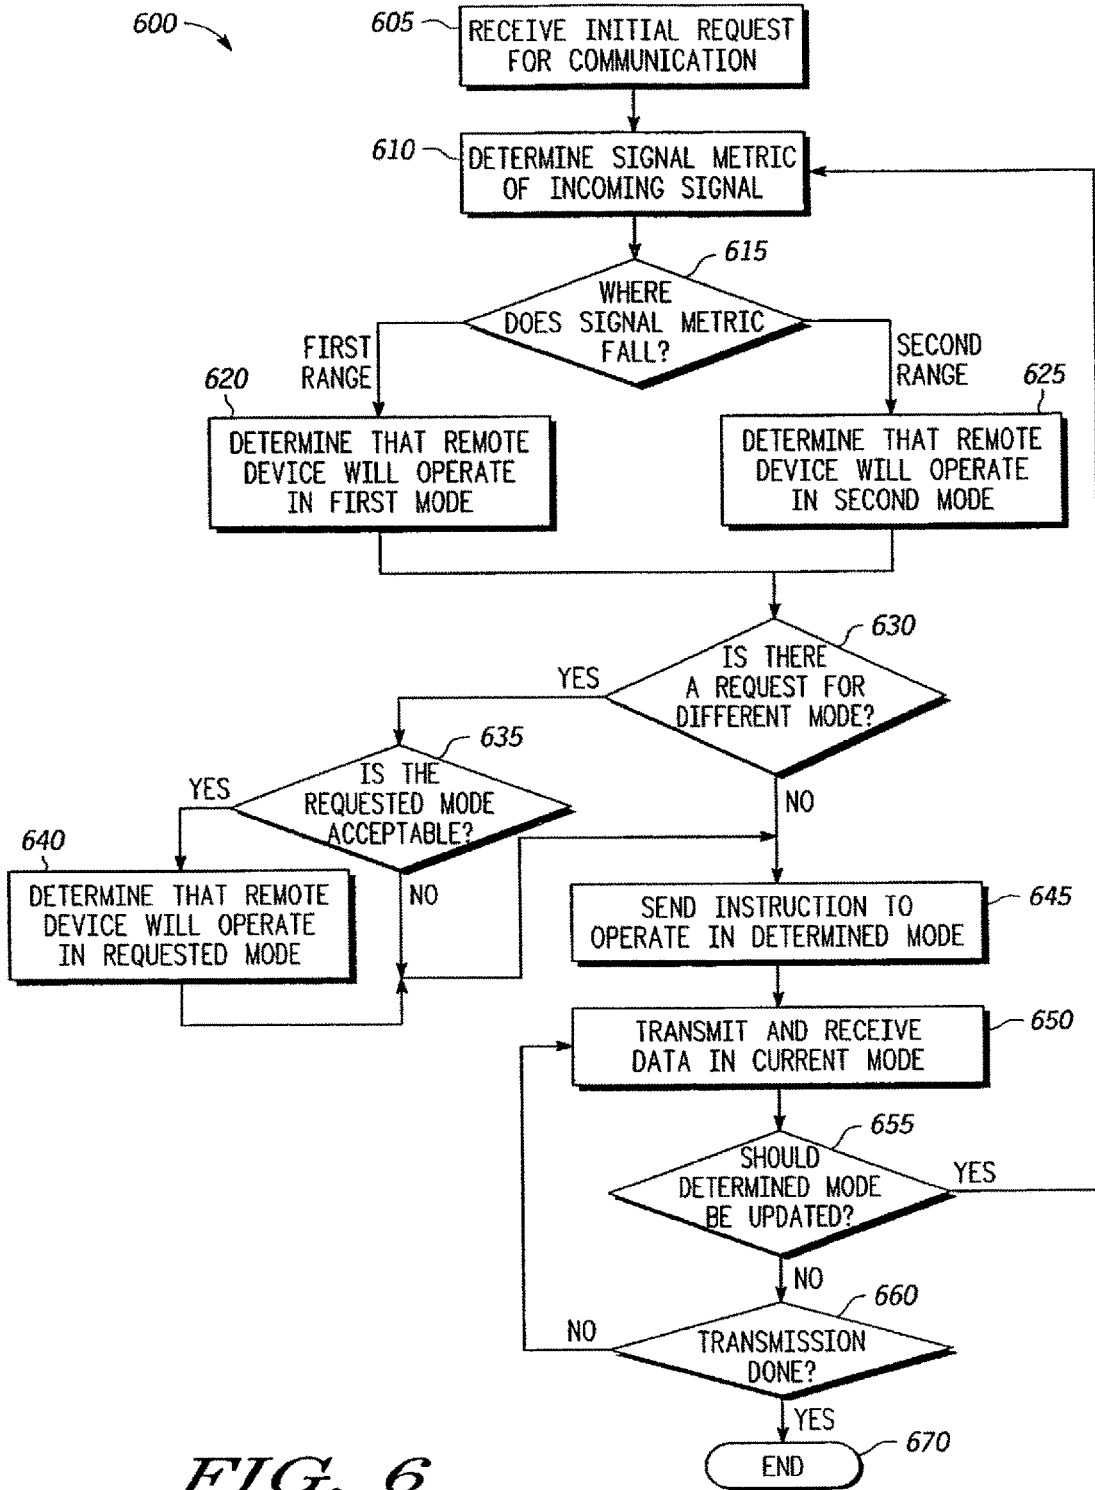 600
605
RECEIVE INITIAL REQUEST
FOR COMMUNICATION
610
DETERMINE SIGNAL METRIC
OF INCOMING SIGNAL
615
WHERE
DOES SIGNAL METRIC
FALL?
FIRST
RANGE
SECOND
RANGE
620
DETERMINE THAT REMOTE
DEVICE WILL OPERATE
IN FIRST MODE
625
DETERMINE THAT REMOTE
DEVICE WILL OPERATE
IN SECOND MODE
630
IS THERE
A REQUEST FOR
DIFFERENT MODE?
YES
NO
635
IS THE
REQUESTED MODE
ACCEPTABLE?
YES
NO
640
DETERMINE THAT REMOTE
DEVICE WILL OPERATE
IN REQUESTED MODE
645
SEND INSTRUCTION TO
OPERATE IN DETERMINED MODE
650
TRANSMIT AND RECEIVE
DATA IN CURRENT MODE
655
SHOULD
DETERMINED MODE
BE UPDATED?
YES
NO
660
TRANSMISSION
DONE?
NO
YES
670
END
FIG. 6